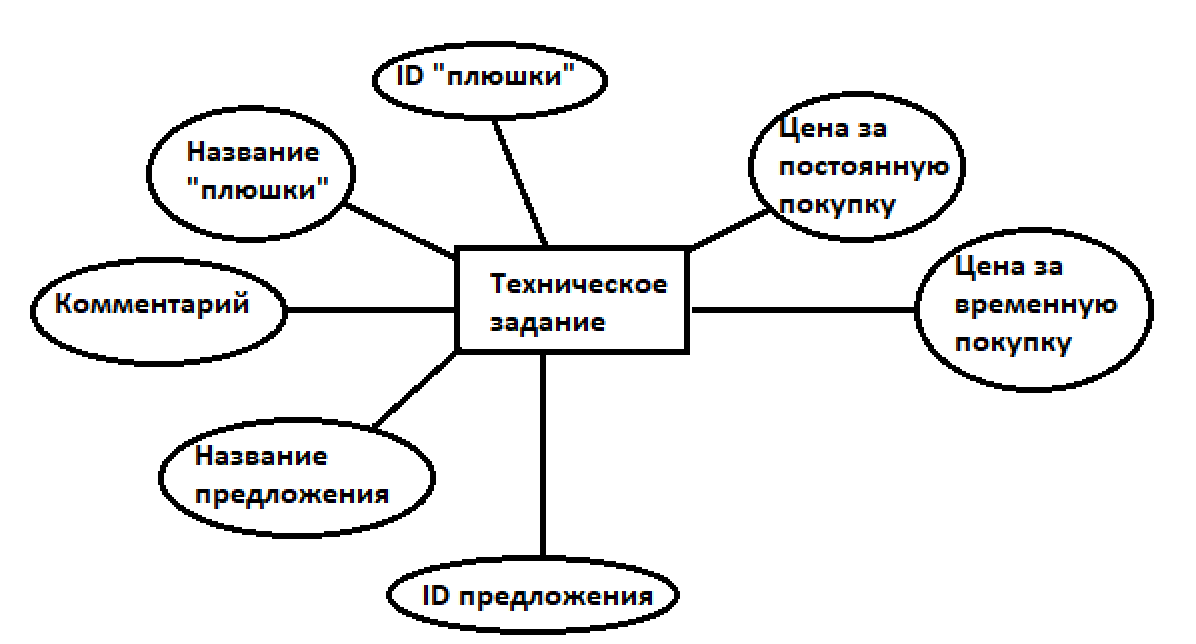 ID "плюшки"
Название
"плюшки"
Цена за
постоянную
покупку
Комментарий
Техническое
задание
Цена за
временную
покупку
Название
предложения
ID предложения